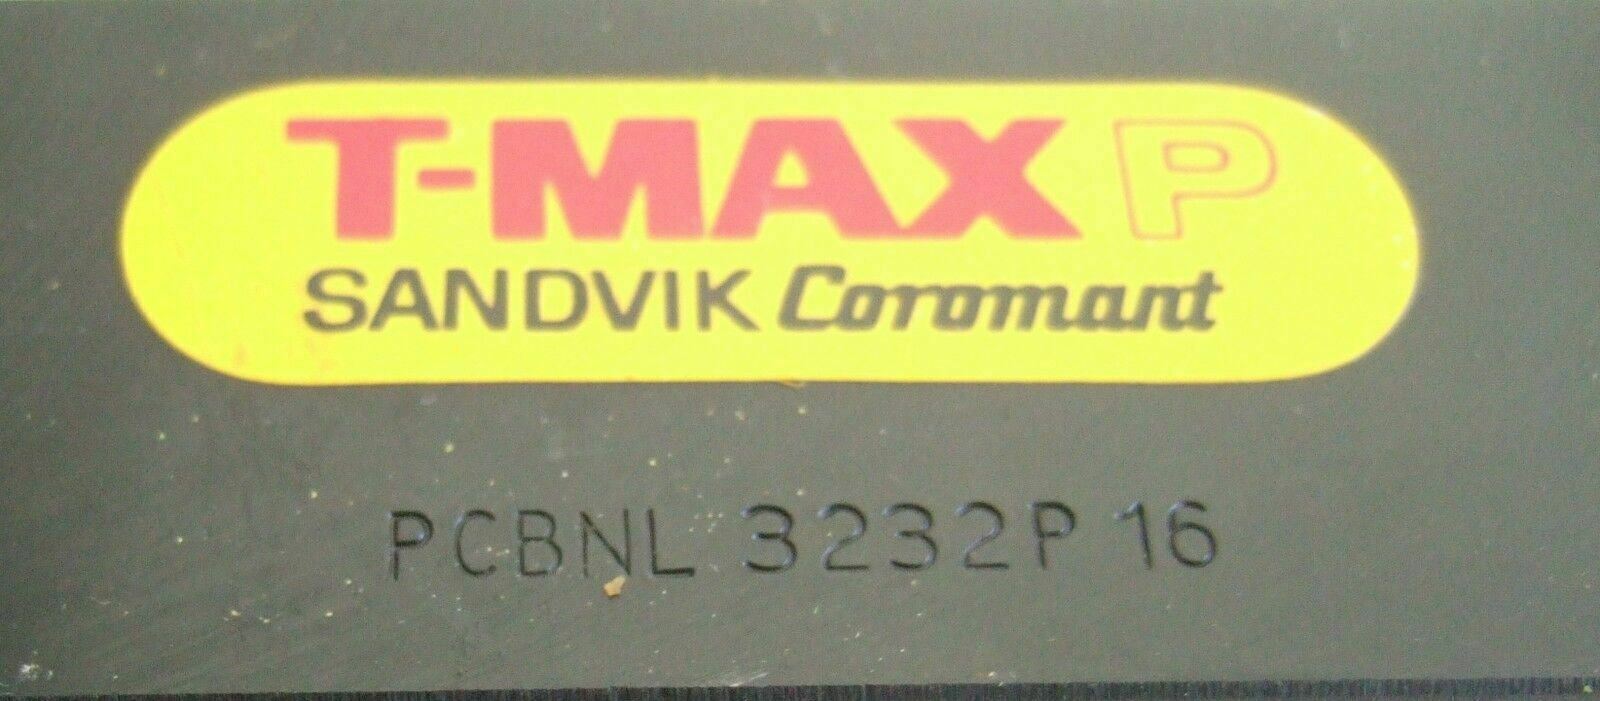 T-MAX P
SANDVIK Coromant
PCBNL 3232P 16